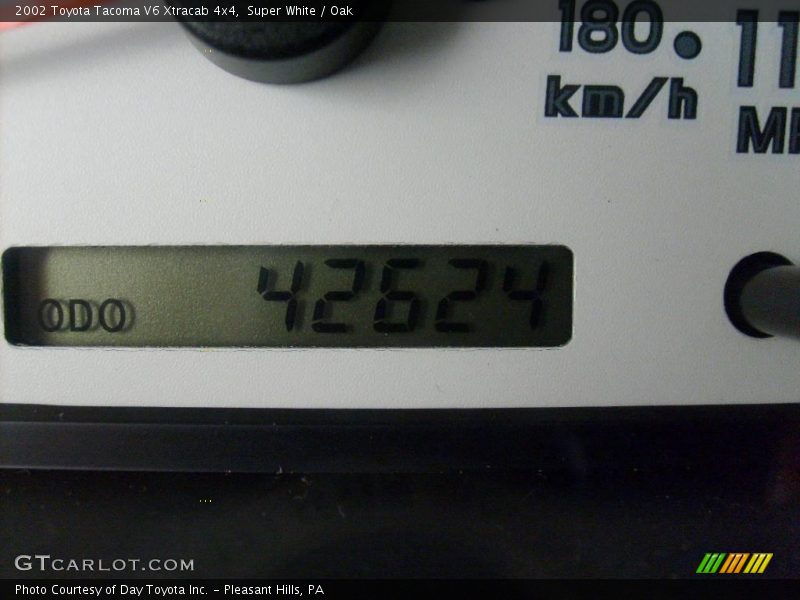 2002 Toyota Tacoma V6 Xtracab 4x4, Super White / Oak
180
km/h
ODO 42624
GTCARLOT.COM
Photo Courtesy of Day Toyota Inc. – Pleasant Hills, PA